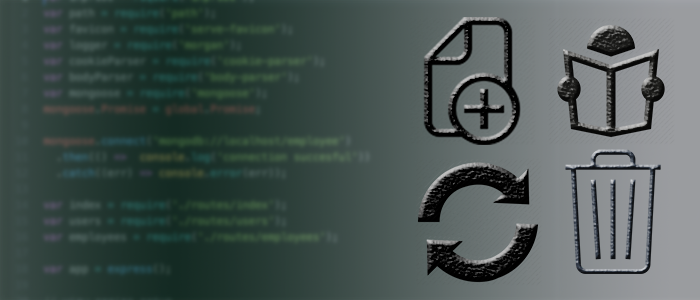 var path = require('path');
var favicon = require('serve-favicon');
var logger = require('morgan');
var cookieParser = require('cookie-parser');
var bodyParser = require('body-parser');
var mongoose = require('mongoose');
mongoose.Promise = global.Promise;
mongoose.connect('mongodb://localhost/employee')
.then(() => console.log('connection succesful'))
.catch((err) => console.error(err));
var index = require('./routes/index');
var users = require('./routes/users');
var employees = require('./routes/employees');
var app = express();